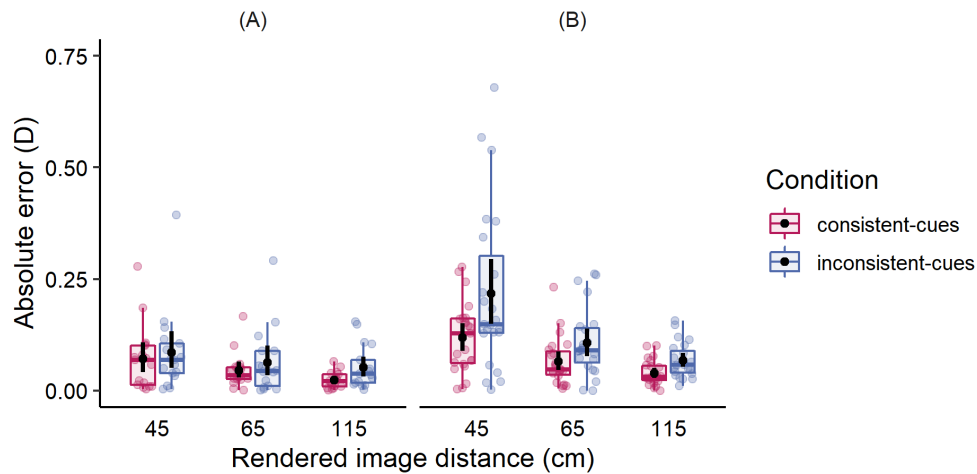 (A) (B)
Absolute error (D)
0.75
0.50
0.25
0.00
45 65 115 45 65 115
Rendered image distance (cm)
Condition
consistent-cues
inconsistent-cues